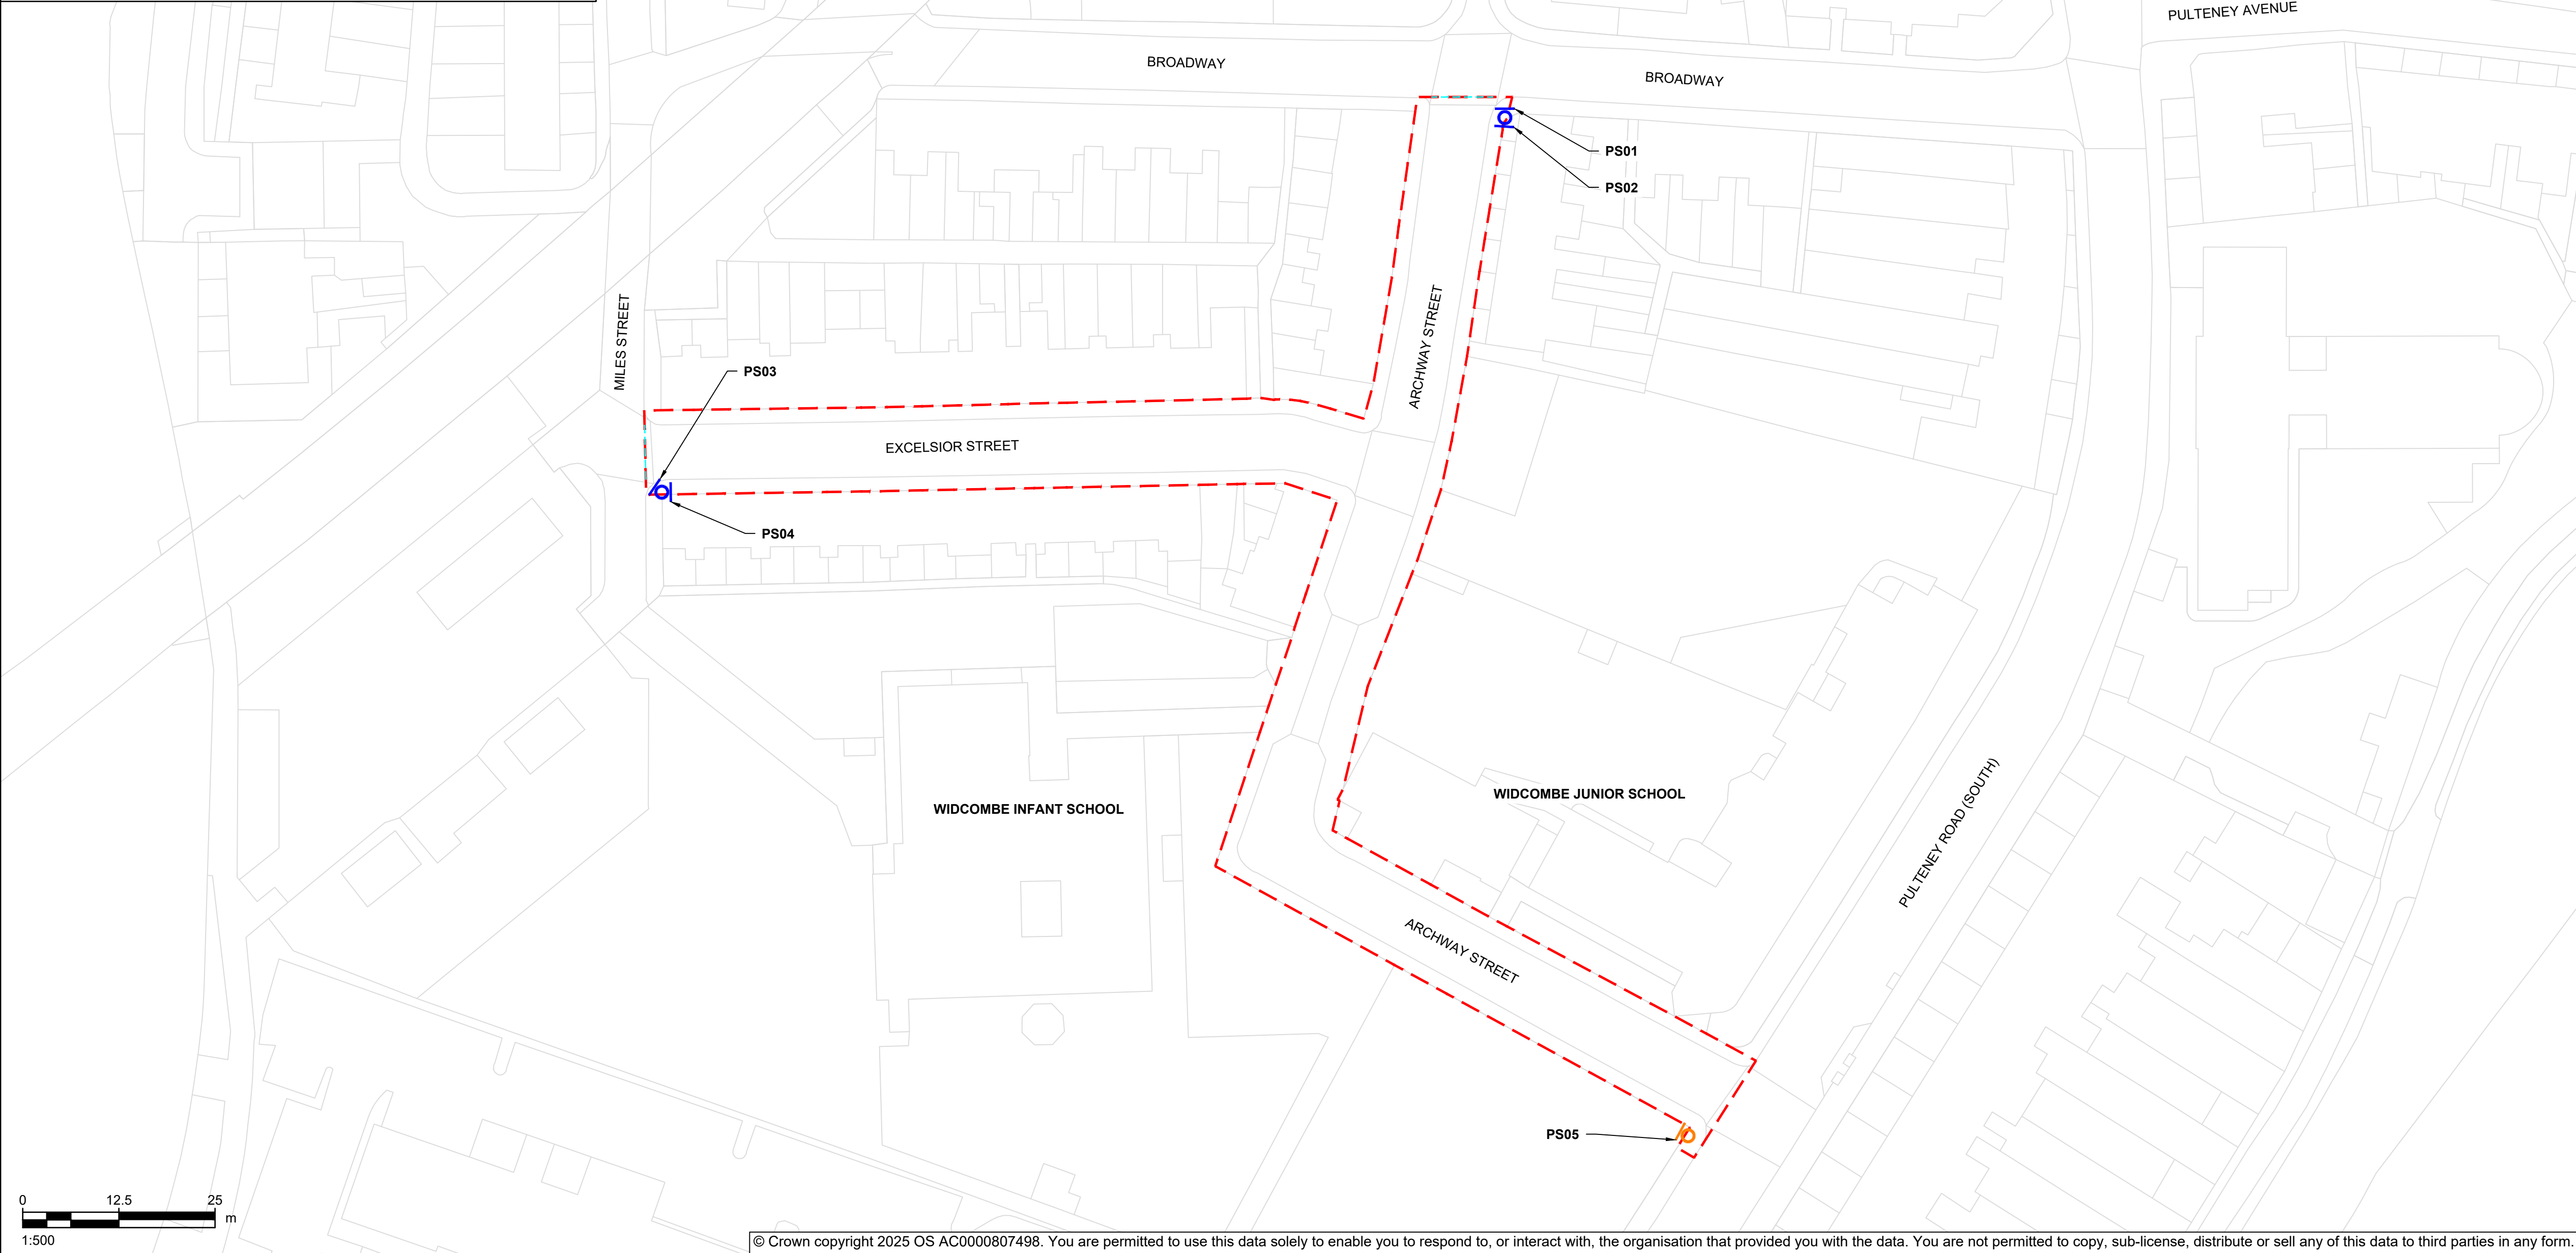 PULTENEY AVENUE
BROADWAY
BROADWAY
PS01
PS02
MILES STREET
ARCHWAY STREET
PS03
EXCELSIOR STREET
PS04
WIDCOMBE INFANT SCHOOL
WIDCOMBE JUNIOR SCHOOL
PULTENEY ROAD (SOUTH)
ARCHWAY STREET
PS05
0 12.5 25
m
1:500
© Crown copyright 2025 OS AC0000807498. You are permitted to use this data solely to enable you to respond to, or interact with, the organisation that provided you with the data. You are not permitted to copy, sub-license, distribute or sell any of this data to third parties in any form.